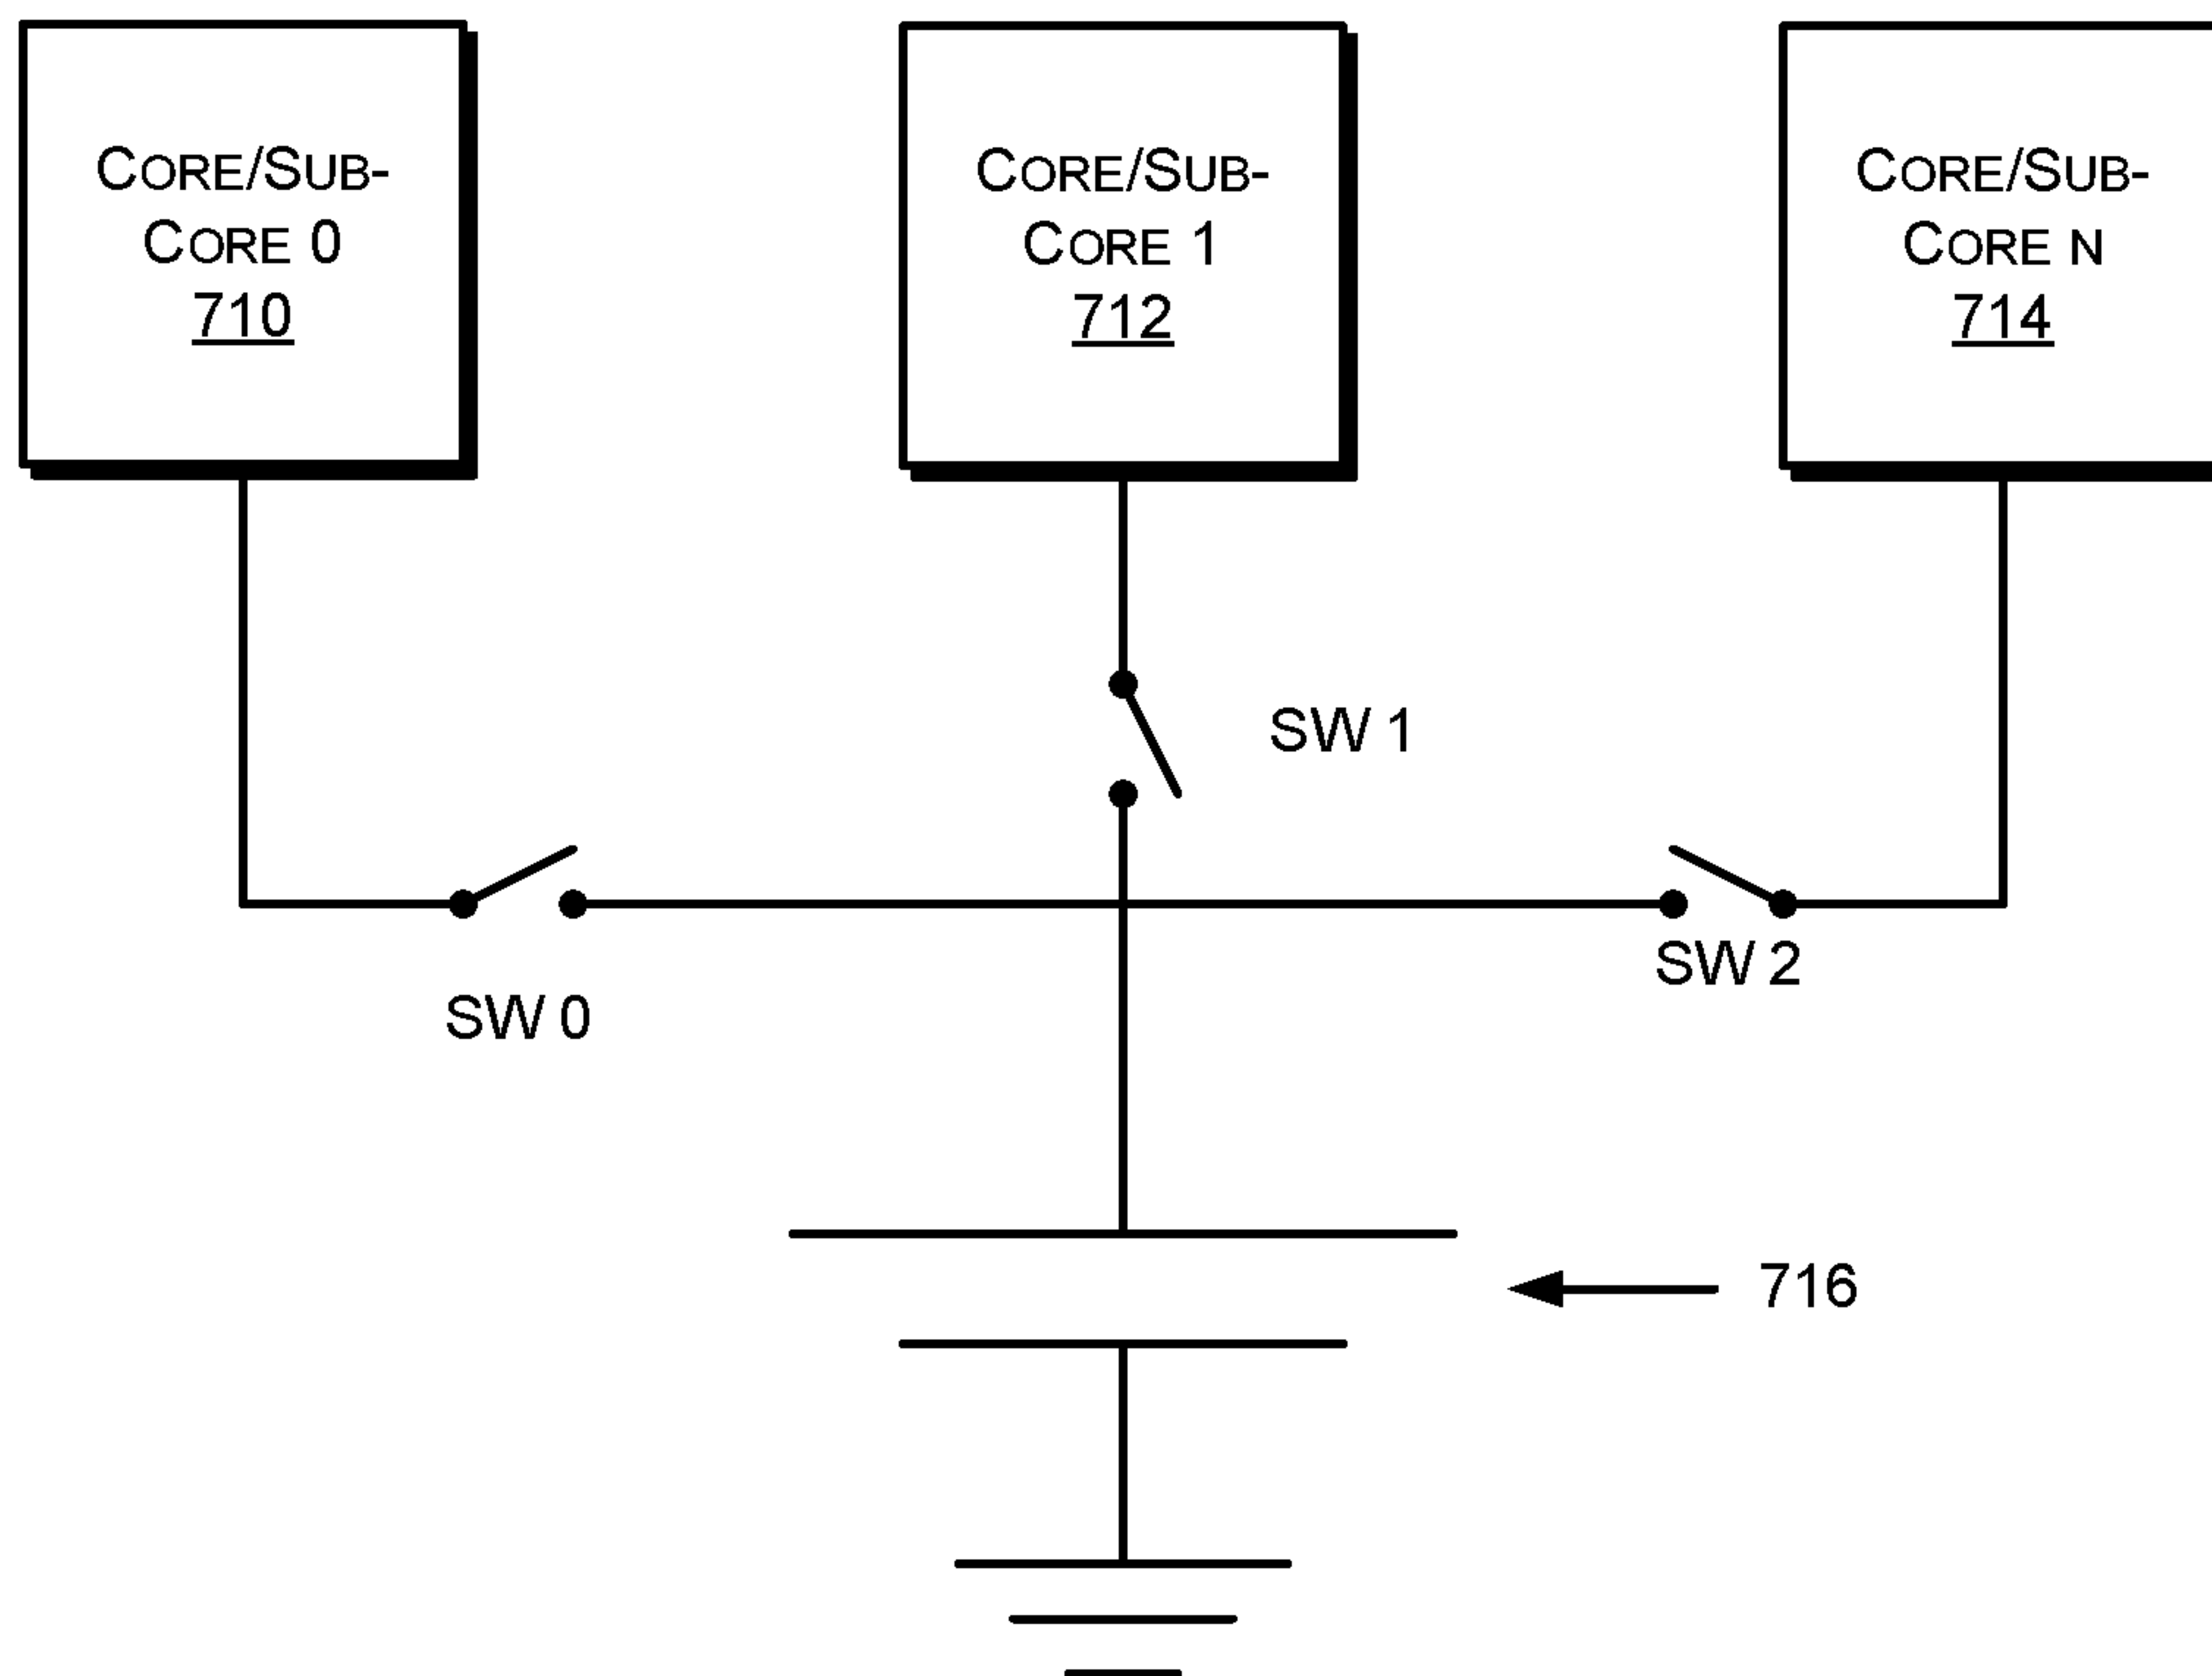 CORE/SUB-
CORE 0
710
CORE/SUB-
CORE 1
712
CORE/SUB-
CORE N
714
SW 1
SW 2
SW 0
716